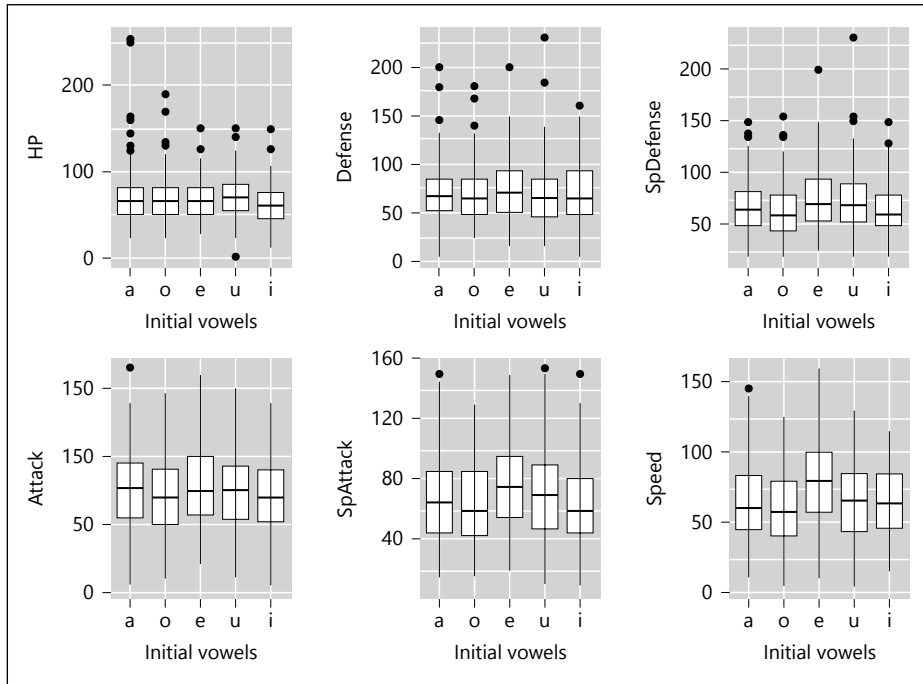 HP
200
100
0
a o e u i
Initial vowels
Defense
200
150
100
50
0
a o e u i
Initial vowels
SpDefense
200
150
100
50
a o e u i
Initial vowels
Attack
150
150
50
0
a o e u i
Initial vowels
SpAttack
160
120
80
40
a o e u i
Initial vowels
Speed
150
100
50
0
a o e u i
Initial vowels